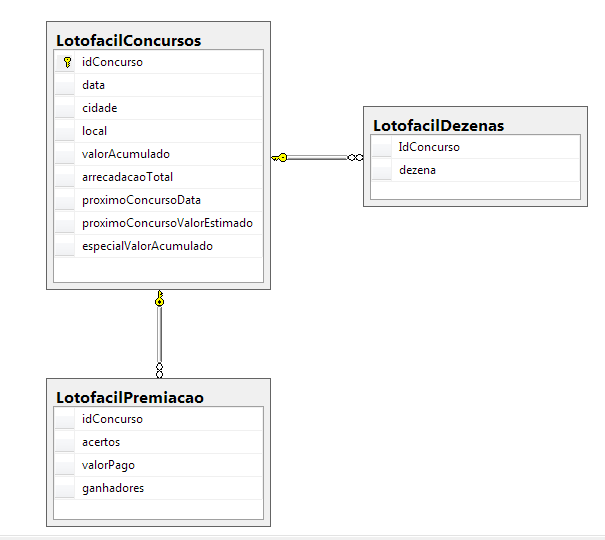 LotofacilConcursos
idConcurso
data
cidade
local
valorAcumulado
arrecadacaoTotal
proximoConcursoData
proximoConcursoValorEstimado
especialValorAcumulado
LotofacilDezenas
IdConcurso
dezena
LotofacilPremiacao
idConcurso
acertos
valorPago
ganhadores